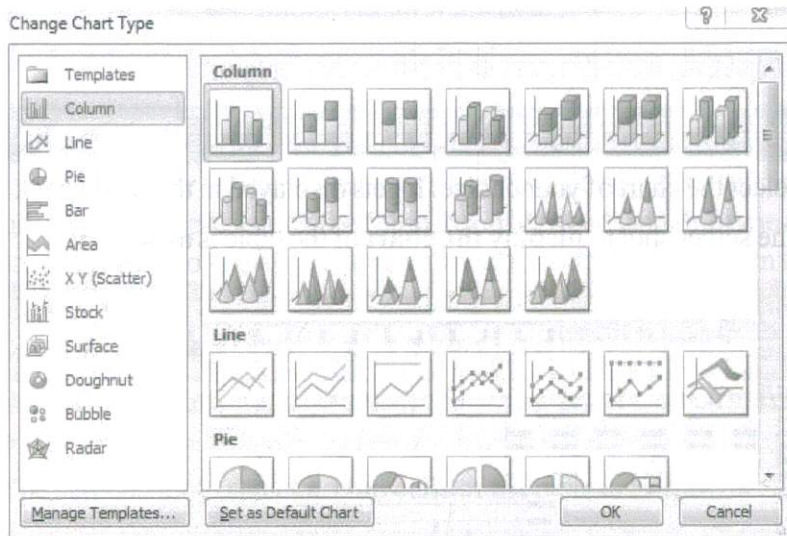 Change Chart Type
Templates
Column
Line
Pie
Bar
Area
X Y (Scatter)
Stock
Surface
Doughnut
Bubble
Radar
Column
Line
Pie
Manage Templates...
Set as Default Chart
OK
Cancel